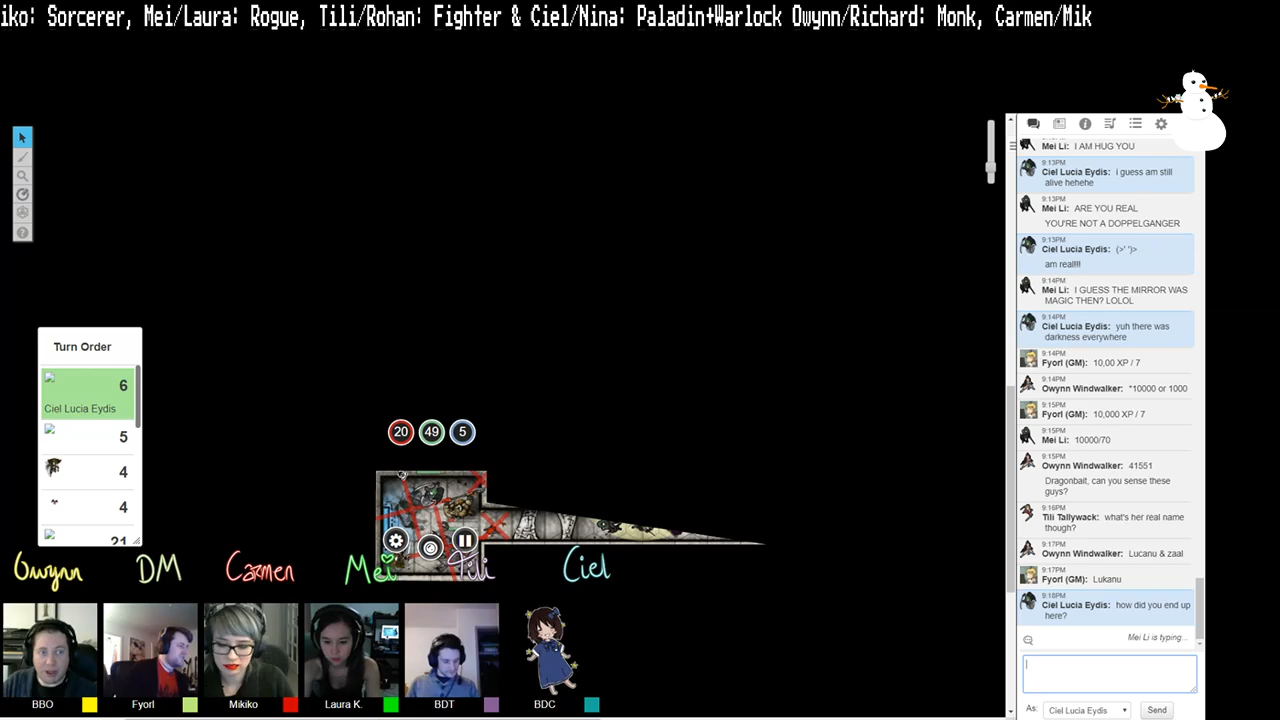 iko: Sorcerer, Mei/Laura: Rogue, Tili/Rohan: Fighter & Ciel/Nina: Paladin+Warlock Owynn/Richard: Monk, Carmen/Mik
Turn Order
6
Ciel Lucia Eydis
5
4
4
21
20 49 5
Owynn DM Carmen Mei Tili Ciel
BBO Fyorl Mikiko Laura K. BDT BDC
Mei Li: I AM HUG YOU
9:13PM
Ciel Lucia Eydis: i guess am still
alive hehehe
9:13PM
Mei Li: ARE YOU REAL
YOU'RE NOT A DOPPELGANGER
9:13PM
Ciel Lucia Eydis: (>' ')>
am real!!!!
9:14PM
Mei Li: I GUESS THE MIRROR WAS
MAGIC THEN? LOLOL
9:14PM
Ciel Lucia Eydis: yuh there was
darkness everywhere
9:14PM
Fyorl (GM): 10,00 XP / 7
9:14PM
Owynn Windwalker: "10000 or 1000
9:15PM
Fyorl (GM): 10,000 XP / 7
9:15PM
Mei Li: 10000/70
9:15PM
Owynn Windwalker: 41551
Dragonbait, can you sense these
guys?
9:16PM
Tili Tallywack: what's her real name
though?
9:17PM
Owynn Windwalker: Lucanu & zaal
9:17PM
Fyorl (GM): Lukanu
9:18PM
Ciel Lucia Eydis: how did you end up
here?
Mei Li is typing...
As: Ciel Lucia Eydis Send